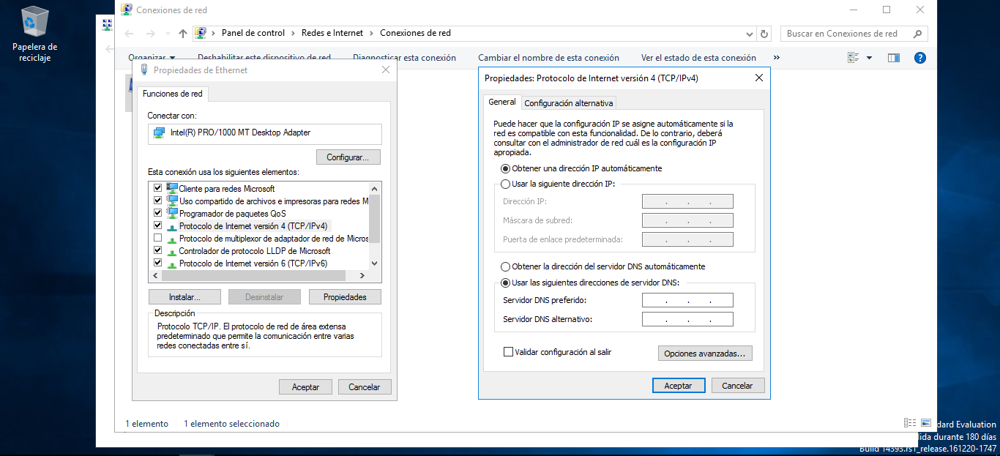 Papelera de
reciclaje
Conexiones de red
Panel de control
Redes e Internet
Conexiones de red
Buscar en Conexiones de red
Organizar
Deshabilitar este dispositivo de red
Diagnosticar esta conexión
Cambiar el nombre de esta conexión
Ver el estado de esta conexión
»
Propiedades de Ethernet
Funciones de red
Conectar con:
Intel(R) PRO/1000 MT Desktop Adapter
Configurar...
Esta conexión usa los siguientes elementos:
Cliente para redes Microsoft
Uso compartido de archivos e impresoras para redes M
Programador de paquetes QoS
Protocolo de Internet versión 4 (TCP/IPv4)
Protocolo de multiplexor de adaptador de red de Micros
Controlador de protocolo LLDP de Microsoft
Protocolo de Internet versión 6 (TCP/IPv6)
Instalar...
Desinstalar
Propiedades
Descripción
Protocolo TCP/IP. El protocolo de red de área extensa
predeterminado que permite la comunicación entre varias
redes conectadas entre sí.
Aceptar
Cancelar
Propiedades: Protocolo de Internet versión 4 (TCP/IPv4)
General
Configuración alternativa
Puede hacer que la configuración IP se asigne automáticamente si la
red es compatible con esta funcionalidad. De lo contrario, deberá
consultar con el administrador de red cuál es la configuración IP
apropiada.
Obtener una dirección IP automáticamente
Usar la siguiente dirección IP:
Dirección IP:
Máscara de subred:
Puerta de enlace predeterminada:
Obtener la dirección del servidor DNS automáticamente
Usar las siguientes direcciones de servidor DNS:
Servidor DNS preferido:
Servidor DNS alternativo:
Validar configuración al salir
Opciones avanzadas...
Aceptar
Cancelar
1 elemento
1 elemento seleccionado
dard Evaluation
lida durante 180 días
Build 14393.rs1_release.161220-1747